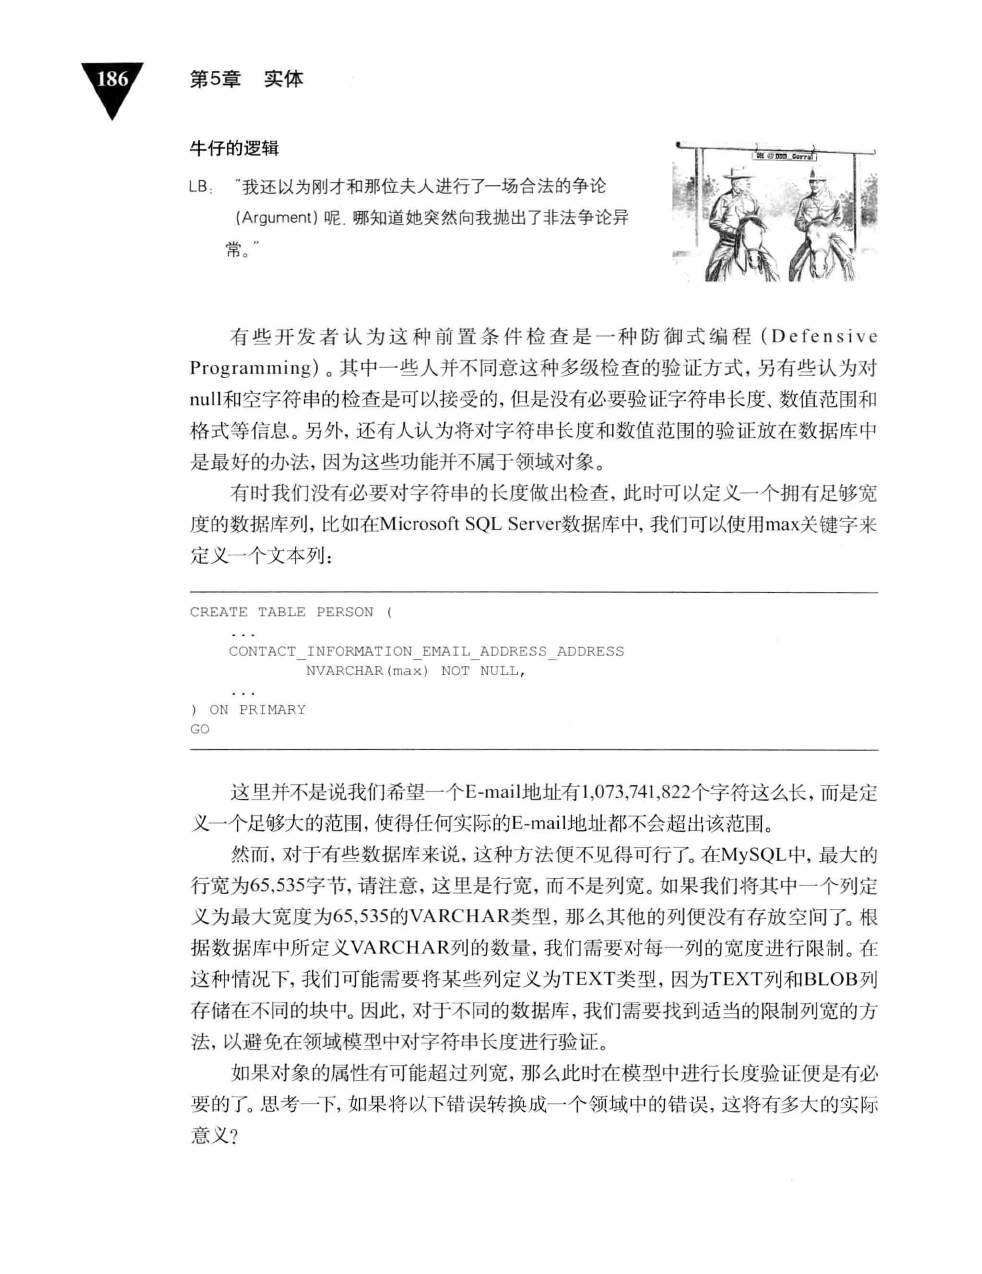 186
第5章 实体
牛仔的逻辑
LB：“我还以为刚才和那位夫人进行了一场合法的争论
(Argument) 呢，哪知道她突然向我抛出了非法争论异
常。”
有些开发者认为这种前置条件检查是一种防御式编程（Defensive
Programming）。其中一些人并不同意这种多级检查的验证方式，另有些认为对
null和空字符串的检查是可以接受的，但是没有必要验证字符串长度、数值范围和
格式等信息。另外，还有人认为将对字符串长度和数值范围的验证放在数据库中
是最好的办法，因为这些功能并不属于领域对象。
有时我们没有必要对字符串的长度做出检查，此时可以定义一个拥有足够宽
度的数据库列，比如在Microsoft SQL Server数据库中，我们可以使用max关键字来
定义一个文本列：
CREATE TABLE PERSON (
...
CONTACT_INFORMATION_EMAIL_ADDRESS_ADDRESS
NVARCHAR(max) NOT NULL,
...
) ON PRIMARY
GO
这里并不是说我们希望一个E-mail地址有1,073,741,822个字符这么长，而是定
义一个足够大的范围，使得任何实际的E-mail地址都不会超出该范围。
然而，对于有些数据库来说，这种方法便不见得可行了。在MySQL中，最大的
行宽为65,535字节，请注意，这里是行宽，而不是列宽。如果我们将其中一个列定
义为最大宽度为65,535的VARCHAR类型，那么其他的列便没有存放空间了。根
据数据库中所定义VARCHAR列的数量，我们需要对每一列的宽度进行限制。在
这种情况下，我们可能需要将某些列定义为TEXT类型，因为TEXT列和BLOB列
存储在不同的块中。因此，对于不同的数据库，我们需要找到适当的限制列宽的方
法，以避免在领域模型中对字符串长度进行验证。
如果对象的属性有可能超过列宽，那么此时在模型中进行长度验证便是有必
要的了。思考一下，如果将以下错误转换成一个领域中的错误，这将有多大的实际
意义？